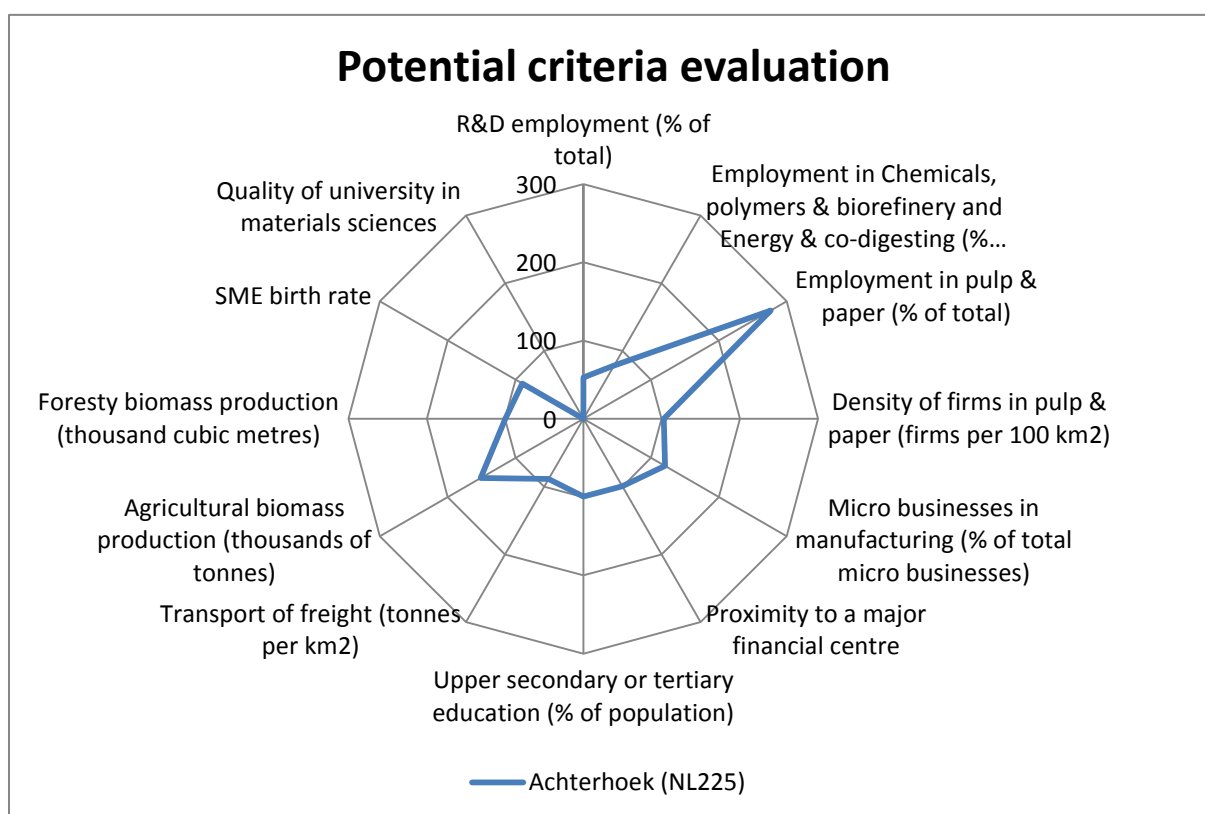 Potential criteria evaluation
R&D employment (% of
total)
Employment in Chemicals,
polymers & biorefinery and
Energy & co-digesting (%...
Employment in pulp &
paper (% of total)
Density of firms in pulp &
paper (firms per 100 km2)
Micro businesses in
manufacturing (% of total
micro businesses)
Proximity to a major
financial centre
Upper secondary or tertiary
education (% of population)
Transport of freight (tonnes
per km2)
Agricultural biomass
production (thousands of
tonnes)
Foresty biomass production
(thousand cubic metres)
SME birth rate
Quality of university in
materials sciences
300
200
100
0
Achterhoek (NL225)